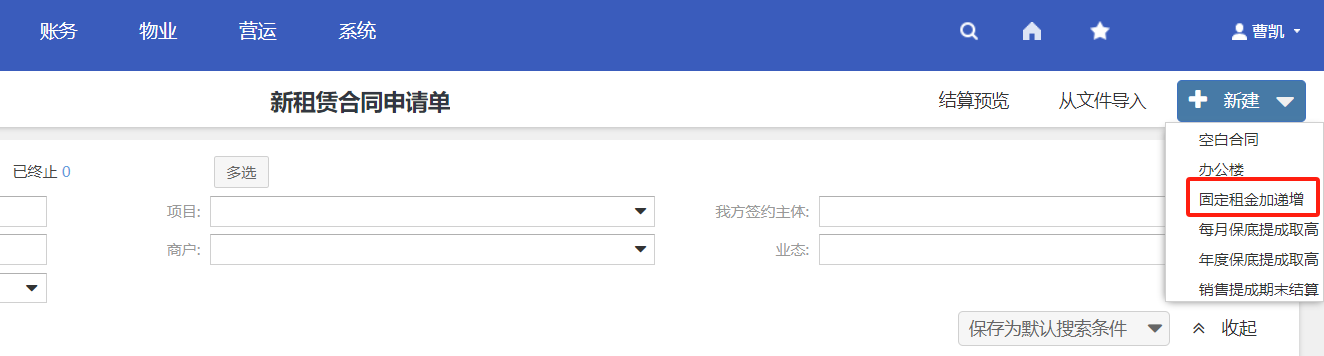 账务 物业 营运 系统 曹凯
新租赁合同申请单 结算预览 从文件导入 新建
空白合同
已终止 0 多选 办公楼
固定租金加递增
项目: 我方签约主体:
每月保底提成取高
商户: 业态: 年度保底提成取高
销售提成期末结算
保存为默认搜索条件 收起